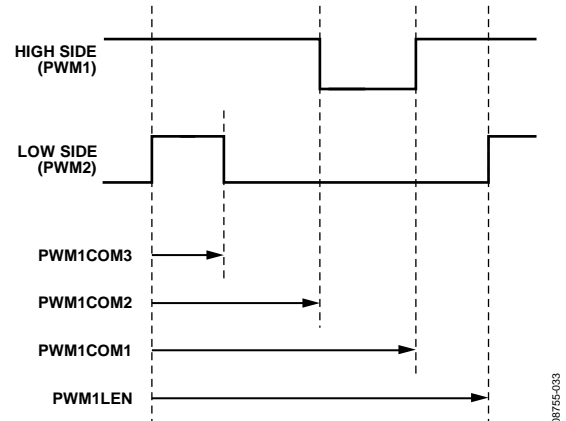 HIGH SIDE
(PWM1)
LOW SIDE
(PWM2)
PWM1COM3
PWM1COM2
PWM1COM1
PWM1LEN
08755-033